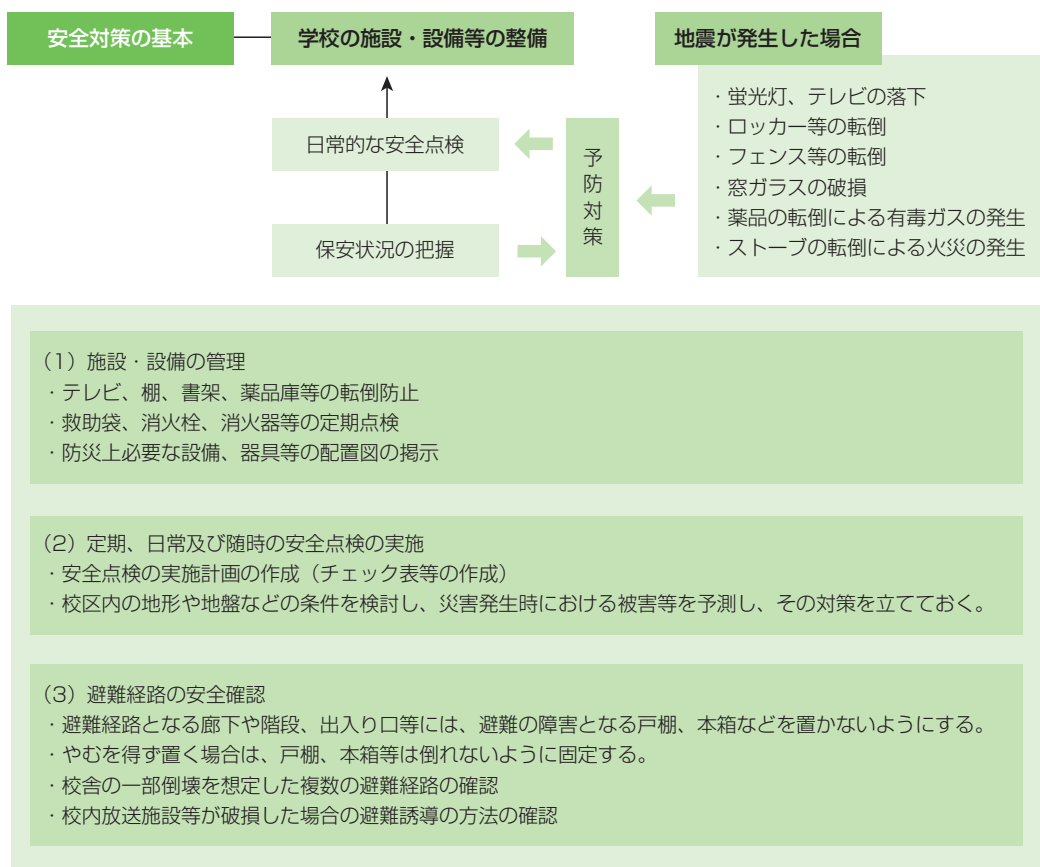 安全対策の基本
学校の施設・設備等の整備
地震が発生した場合
日常的な安全点検
保安状況の把握
予防対策
・蛍光灯、テレビの落下
・ロッカー等の転倒
・フェンス等の転倒
・窓ガラスの破損
・薬品の転倒による有毒ガスの発生
・ストーブの転倒による火災の発生
（1）施設・設備の管理
・テレビ、棚、書架、薬品庫等の転倒防止
・救助袋、消火栓、消火器等の定期点検
・防災上必要な設備、器具等の配置図の掲示
（2）定期、日常及び随時の安全点検の実施
・安全点検の実施計画の作成（チェック表等の作成）
・校区内の地形や地盤などの条件を検討し、災害発生時における被害等を予測し、その対策を立てておく。
（3）避難経路の安全確認
・避難経路となる廊下や階段、出入り口等には、避難の障害となる戸棚、本箱などを置かないようにする。
・やむを得ず置く場合は、戸棚、本箱等は倒れないように固定する。
・校舎の一部倒壊を想定した複数の避難経路の確認
・校内放送施設等が破損した場合の避難誘導の方法の確認